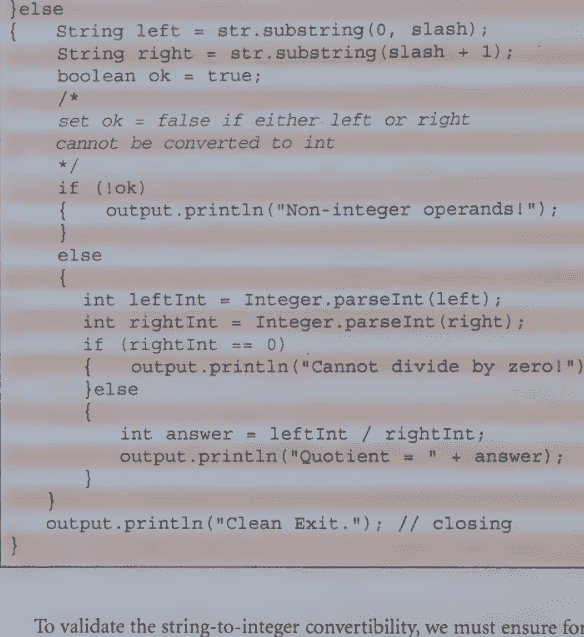 }else
{ String left = str.substring(0, slash);
String right = str.substring(slash + 1);
boolean ok = true;
/*
set ok = false if either left or right
cannot be converted to int
*/
if (!ok)
{ output.println("Non-integer operands!");
}
else
{
int leftInt = Integer.parseInt(left);
int rightInt = Integer.parseInt(right);
if (rightInt == 0)
{ output.println("Cannot divide by zero!")
}else
{
int answer = leftInt / rightInt;
output.println("Quotient = " + answer);
}
}
output.println("Clean Exit."); // closing
}
To validate the string-to-integer convertibility, we must ensure for